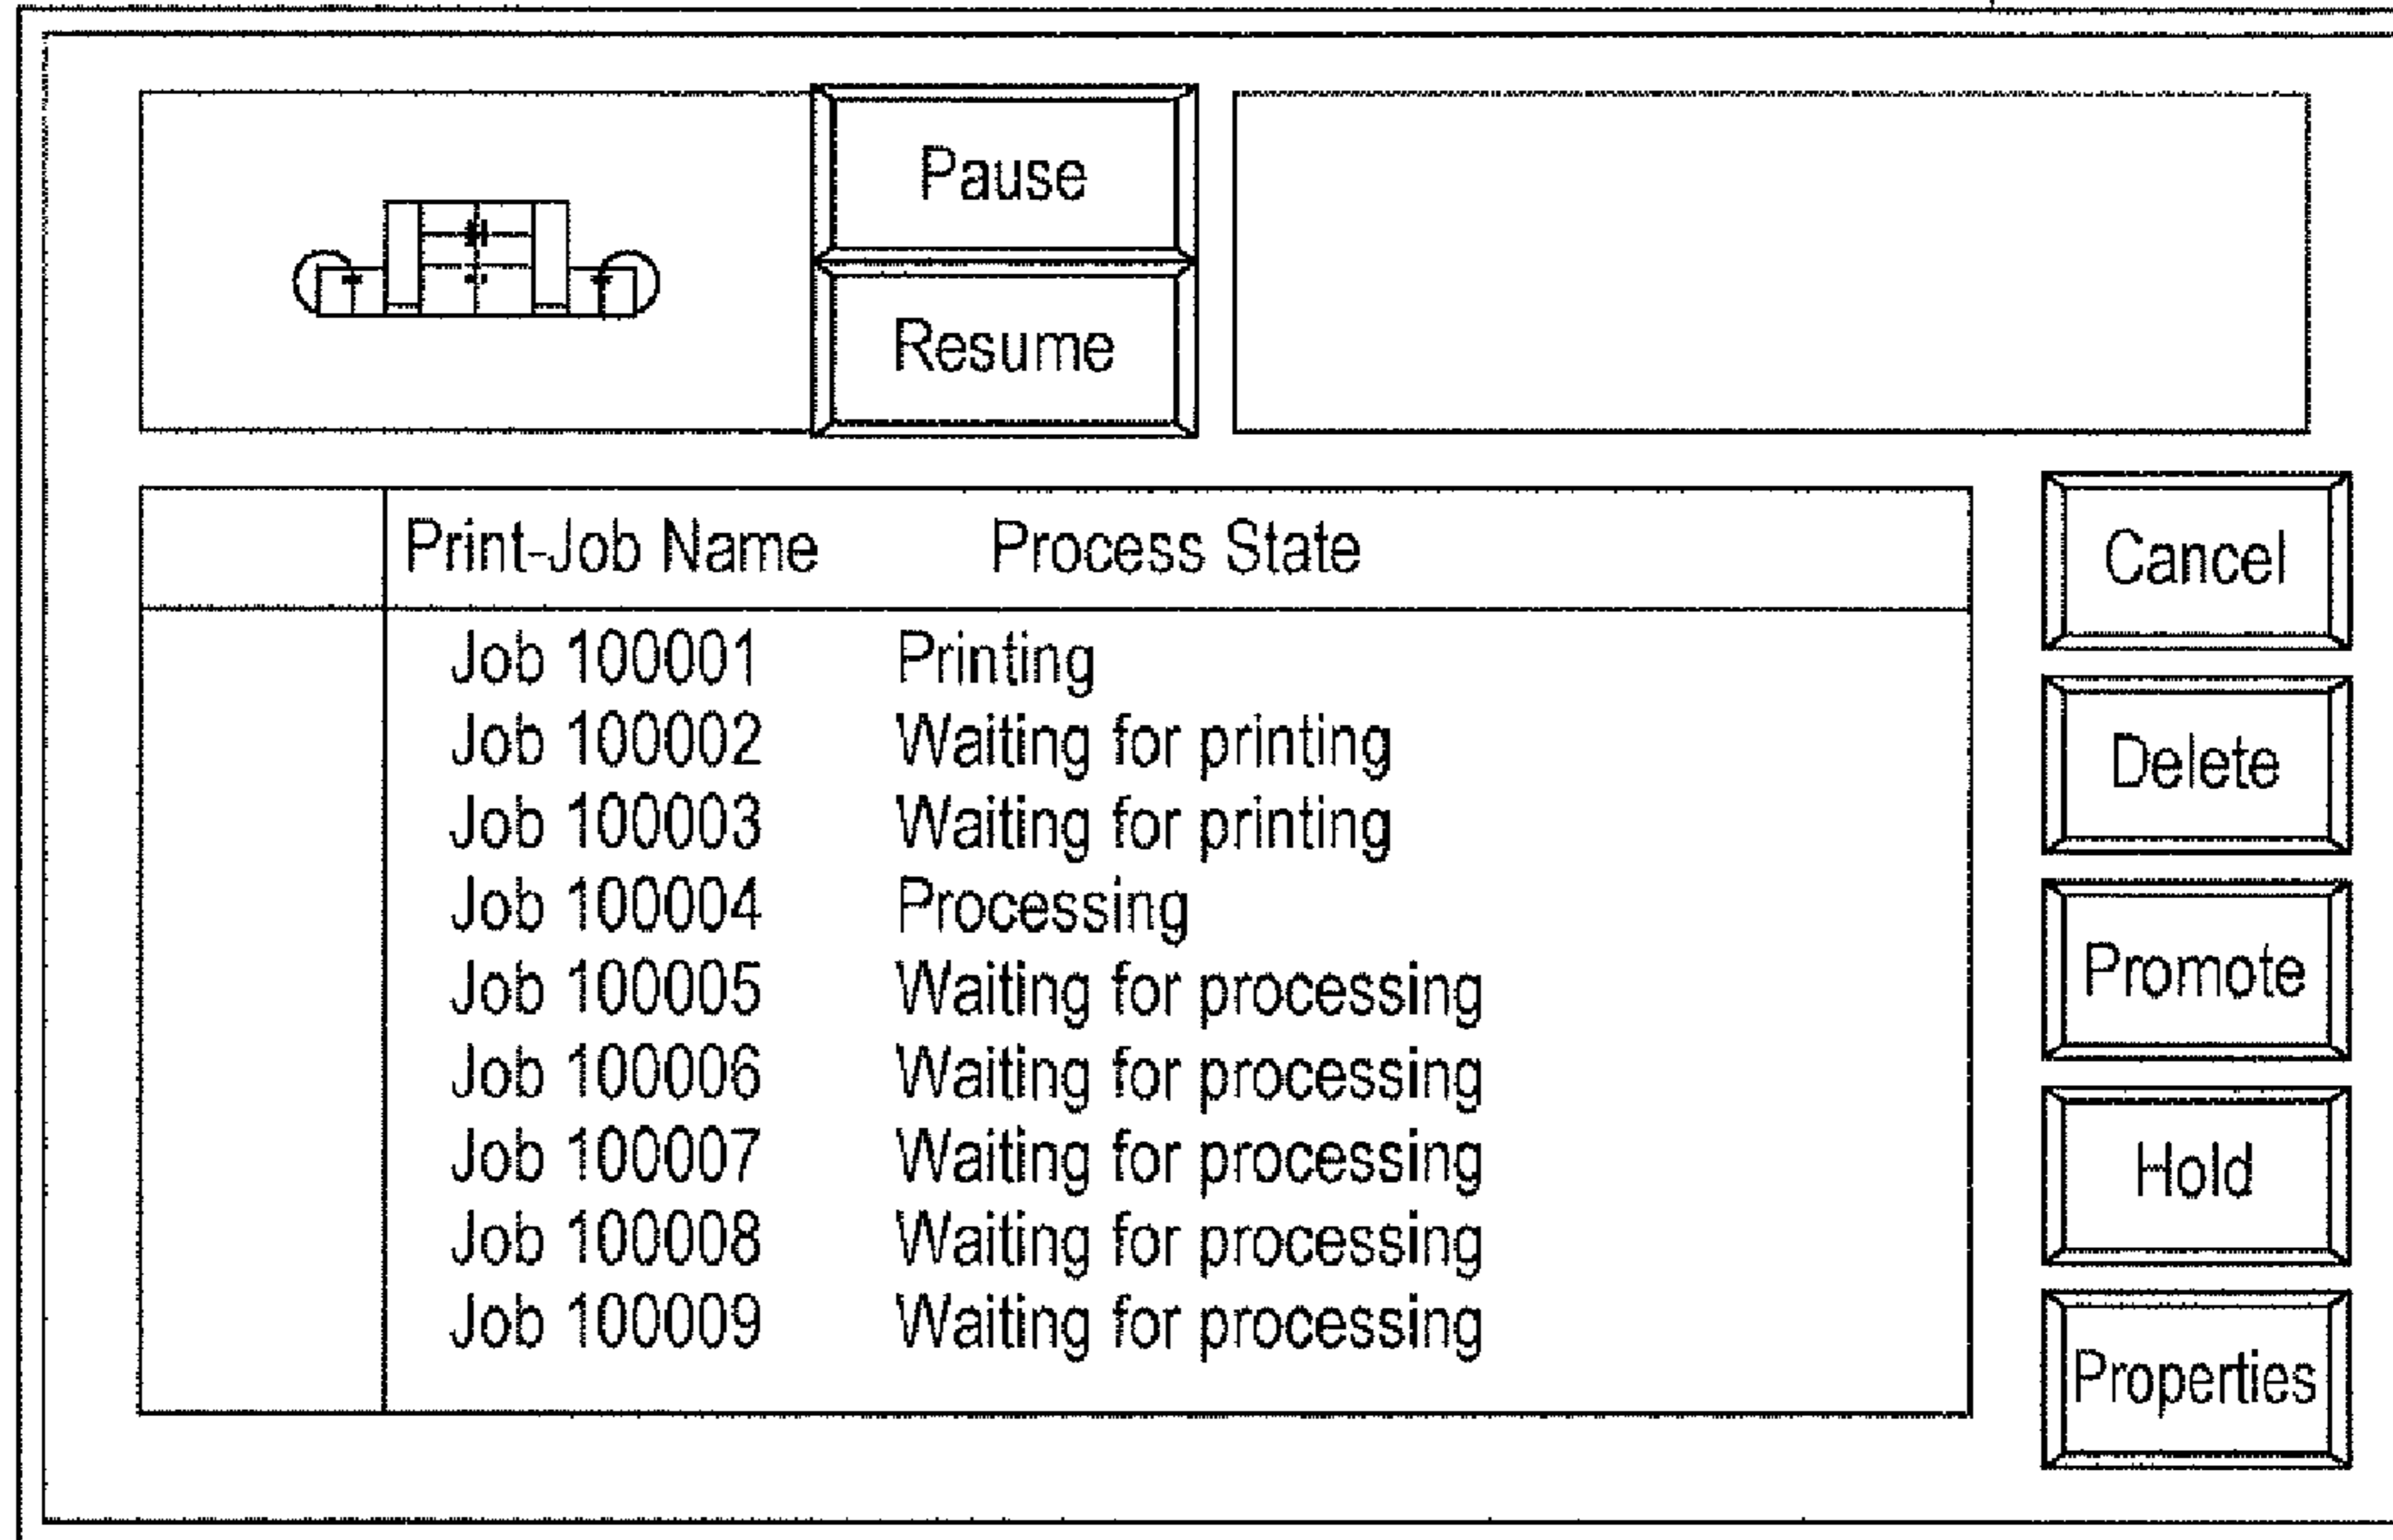 Pause
Resume
Print-Job Name Process State
Job 100001 Printing
Job 100002 Waiting for printing
Job 100003 Waiting for printing
Job 100004 Processing
Job 100005 Waiting for processing
Job 100006 Waiting for processing
Job 100007 Waiting for processing
Job 100008 Waiting for processing
Job 100009 Waiting for processing
Cancel
Delete
Promote
Hold
Properties